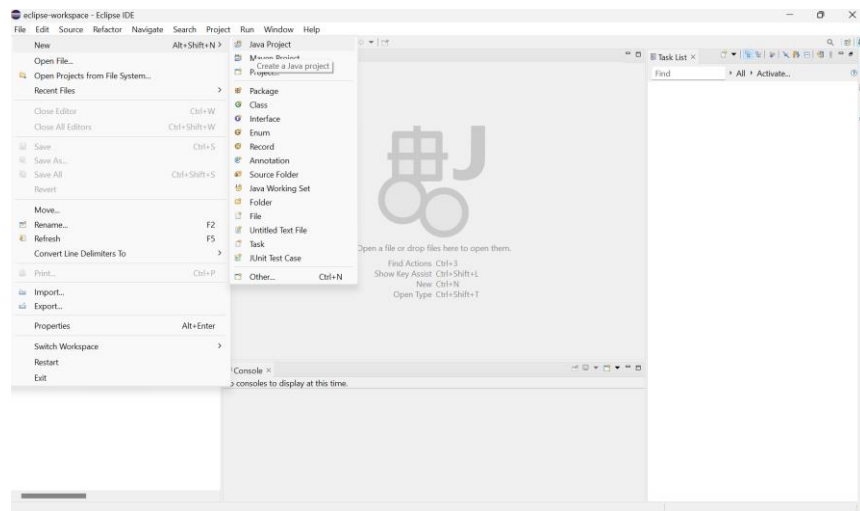 eclipse-workspace - Eclipse IDE
File Edit Source Refactor Navigate Search Project Run Window Help
New Alt+Shift+N >
Open File...
Open Projects from File System...
Recent Files >
Close Editor Ctrl+W
Close All Editors Ctrl+Shift+W
Save Ctrl+S
Save As...
Save All Ctrl+Shift+S
Revert
Move...
Rename... F2
Refresh F5
Convert Line Delimiters To >
Print... Ctrl+P
Import...
Export...
Properties Alt+Enter
Switch Workspace >
Restart
Exit
Java Project
Maven Project
Create a Java project
Project...
Package
Class
Interface
Enum
Record
Annotation
Source Folder
Java Working Set
Folder
File
Untitled Text File
Task
JUnit Test Case
Other... Ctrl+N
Open a file or drop files here to open them.
Find Actions Ctrl+3
Show Key Assist Ctrl+Shift+L
New Ctrl+N
Open Type Ctrl+Shift+T
Console ×
consoles to display at this time.
Task List ×
Find All Activate...